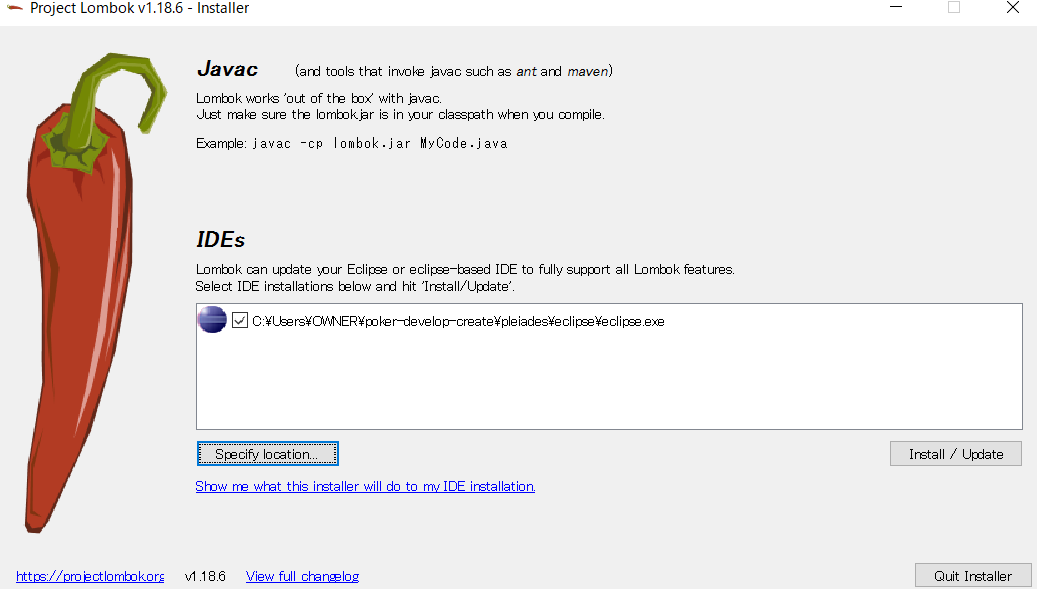 Project Lombok v1.18.6 - Installer
Javac (and tools that invoke javac such as ant and maven)
Lombok works 'out of the box' with javac.
Just make sure the lombok.jar is in your classpath when you compile.
Example: javac -cp lombok.jar MyCode.java
IDEs
Lombok can update your Eclipse or eclipse-based IDE to fully support all Lombok features.
Select IDE installations below and hit 'Install/Update'.
C:¥Users¥OWNER¥poker-develop-create¥pleiades¥eclipse¥eclipse.exe
Specify location... Install / Update
Show me what this installer will do to my IDE installation.
https://projectlombok.org v1.18.6 View full changelog Quit Installer